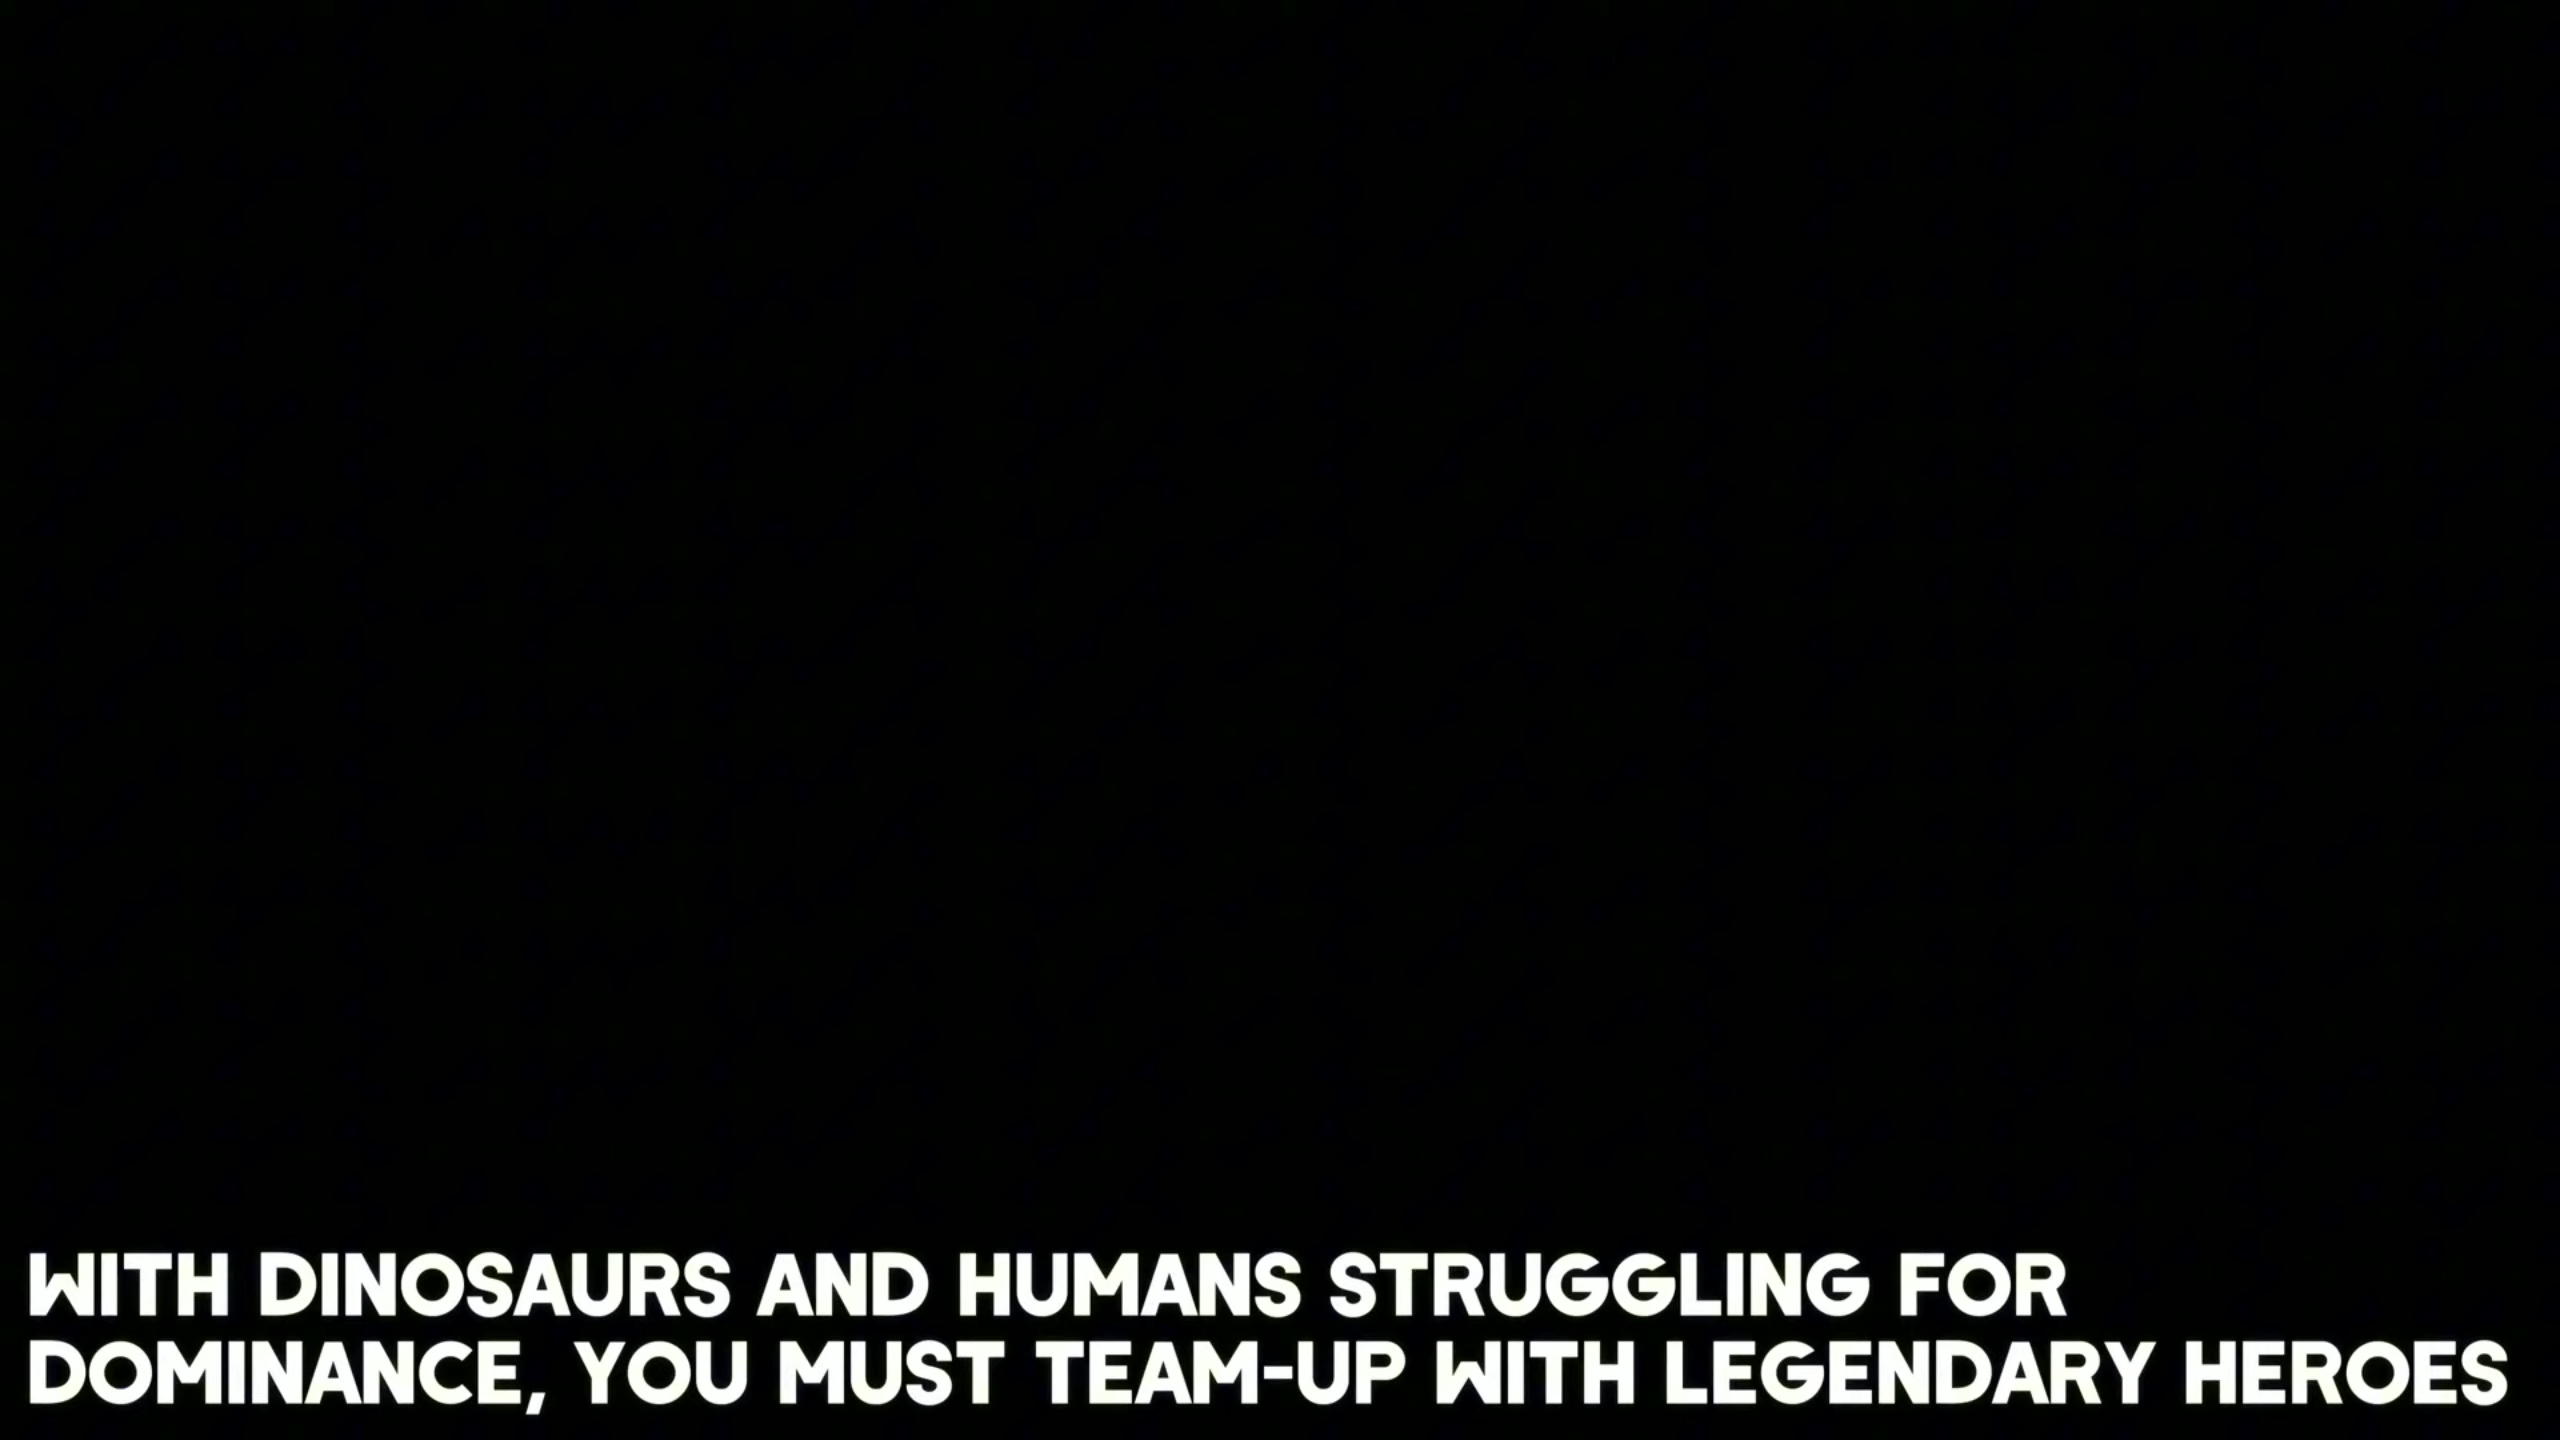 WITH DINOSAURS AND HUMANS STRUGGLING FOR
DOMINANCE, YOU MUST TEAM-UP WITH LEGENDARY HEROES